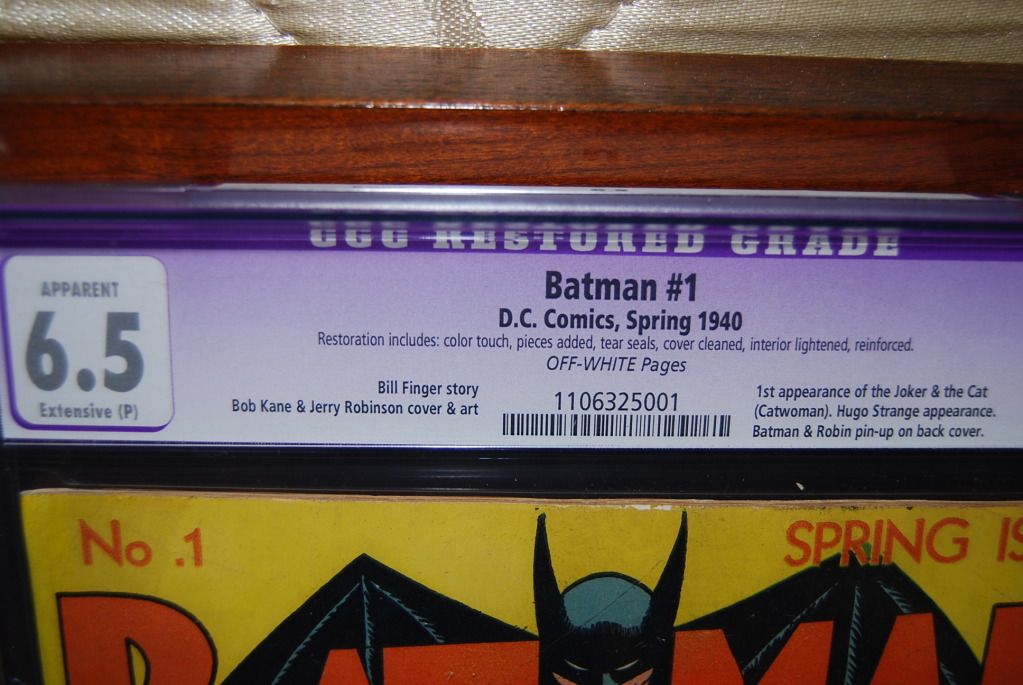 CGC RESTORED GRADE
APPARENT
6.5
Extensive (P)
Batman #1
D.C. Comics, Spring 1940
Restoration includes: color touch, pieces added, tear seals, cover cleaned, interior lightened, reinforced.
OFF-WHITE Pages
Bill Finger story
Bob Kane & Jerry Robinson cover & art
1106325001
1st appearance of the Joker & the Cat
(Catwoman). Hugo Strange appearance.
Batman & Robin pin-up on back cover.
No.1
SPRING IS
BATMAN